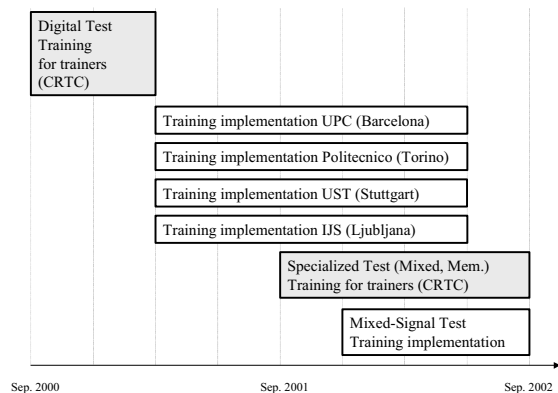 Digital Test
Training
for trainers
(CRTC)
Training implementation UPC (Barcelona)
Training implementation Politecnico (Torino)
Training implementation UST (Stuttgart)
Training implementation IJS (Ljubljana)
Specialized Test (Mixed, Mem.)
Training for trainers (CRTC)
Mixed-Signal Test
Training implementation
Sep. 2000 Sep. 2001 Sep. 2002